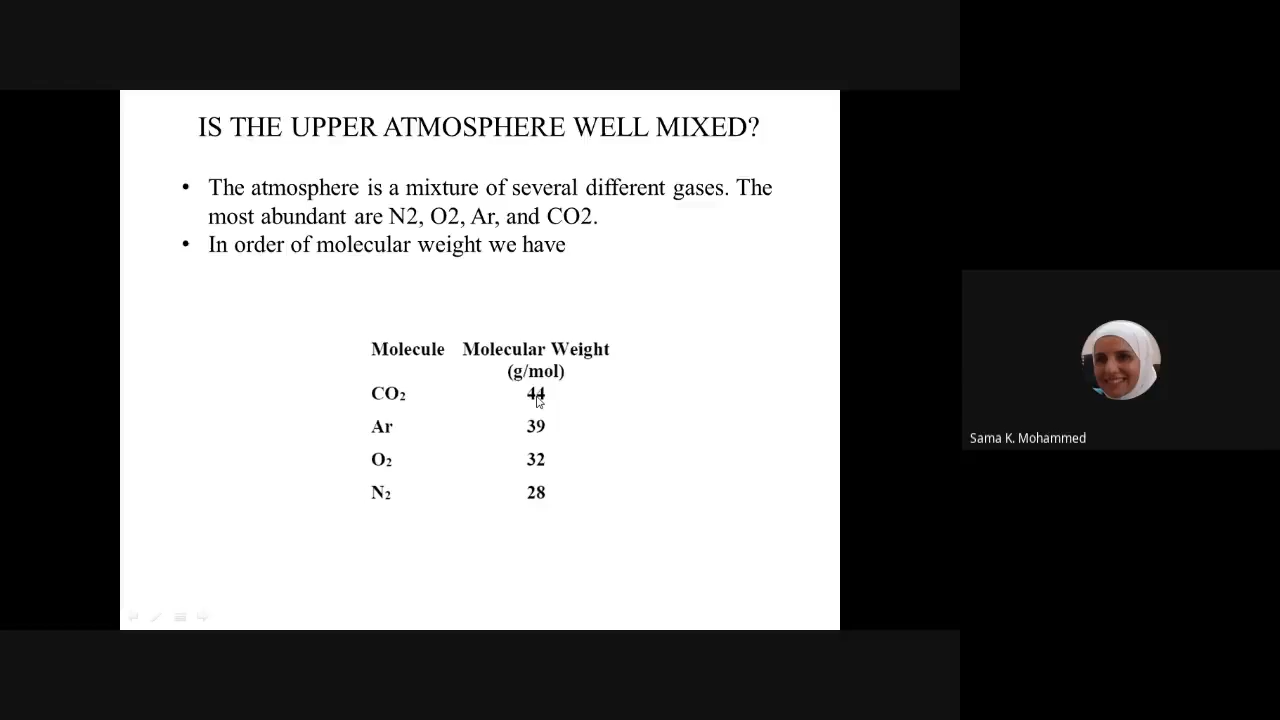 IS THE UPPER ATMOSPHERE WELL MIXED?
• The atmosphere is a mixture of several different gases. The
most abundant are N2, O2, Ar, and CO2.
• In order of molecular weight we have
Molecule Molecular Weight
(g/mol)
CO₂ 44
Ar 39
O₂ 32
N₂ 28
Sama K. Mohammed